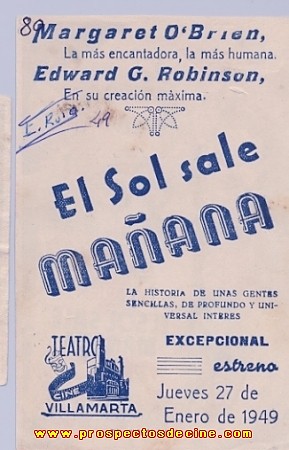 89
Margaret O'Brien,
La más encantadora, la más humana.
Edward G. Robinson,
En su creación màxima.
49
El Sol sale
MAÑANA
LA HISTORIA DE UNAS GENTES
SENCILLAS, DE PROFUNDO Y UNI-
VERSAL INTERES
TEATRO
CINE
VILLAMARTA
EXCEPCIONAL
estreno
Jueves 27 de
Enero de 1949
www.prospectosdecine.com